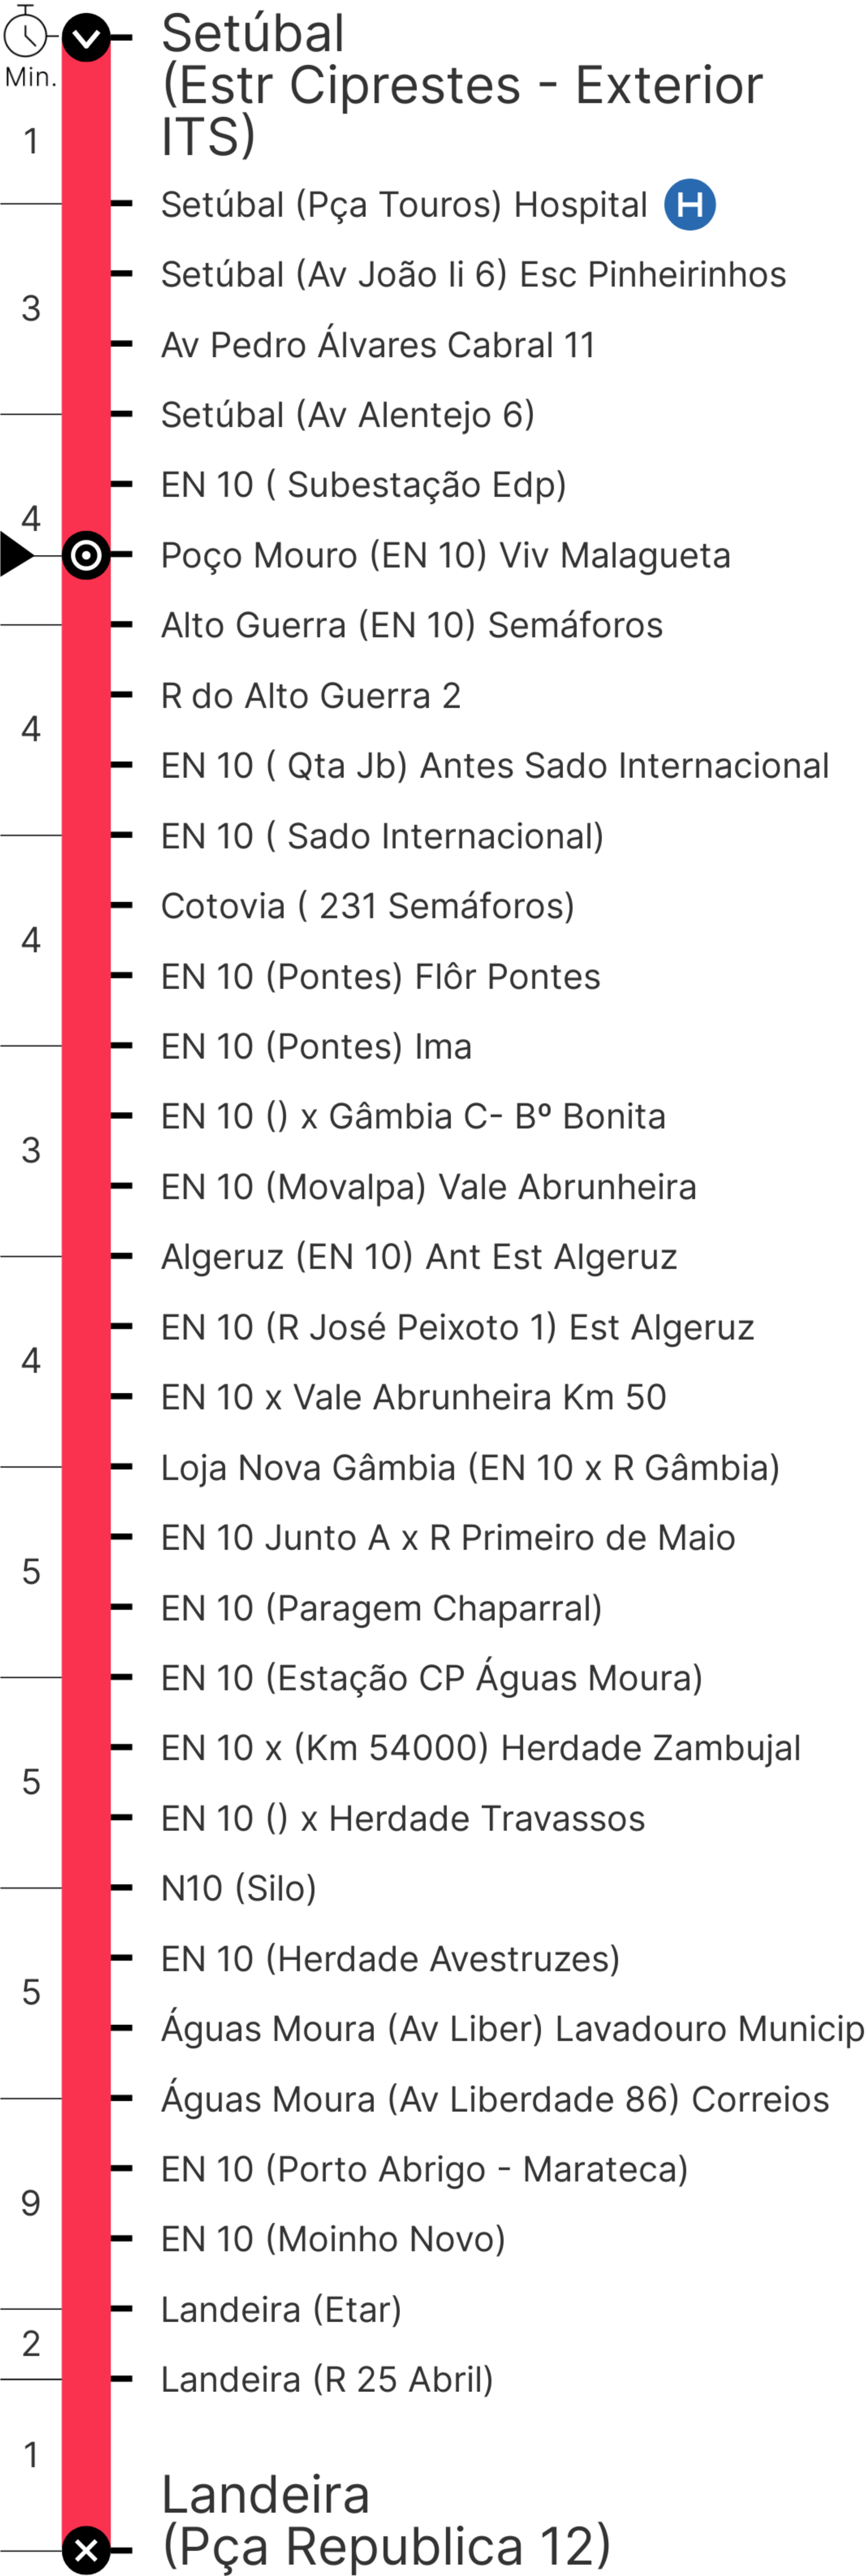 Min.
Setúbal
(Estr Ciprestes - Exterior
ITS)
1
Setúbal (Pça Touros) Hospital H
Setúbal (Av João Ii 6) Esc Pinheirinhos
3
Av Pedro Álvares Cabral 11
Setúbal (Av Alentejo 6)
EN 10 ( Subestação Edp)
4
Poço Mouro (EN 10) Viv Malagueta
Alto Guerra (EN 10) Semáforos
R do Alto Guerra 2
4
EN 10 ( Qta Jb) Antes Sado Internacional
EN 10 ( Sado Internacional)
Cotovia ( 231 Semáforos)
4
EN 10 (Pontes) Flôr Pontes
EN 10 (Pontes) Ima
EN 10 () x Gâmbia C- Bº Bonita
3
EN 10 (Movalpa) Vale Abrunheira
Algeruz (EN 10) Ant Est Algeruz
EN 10 (R José Peixoto 1) Est Algeruz
4
EN 10 x Vale Abrunheira Km 50
Loja Nova Gâmbia (EN 10 x R Gâmbia)
EN 10 Junto A x R Primeiro de Maio
5
EN 10 (Paragem Chaparral)
EN 10 (Estação CP Águas Moura)
EN 10 x (Km 54000) Herdade Zambujal
5
EN 10 () x Herdade Travassos
N10 (Silo)
EN 10 (Herdade Avestruzes)
5
Águas Moura (Av Liber) Lavadouro Municip
Águas Moura (Av Liberdade 86) Correios
EN 10 (Porto Abrigo - Marateca)
9
EN 10 (Moinho Novo)
Landeira (Etar)
2
Landeira (R 25 Abril)
1
Landeira
(Pça Republica 12)